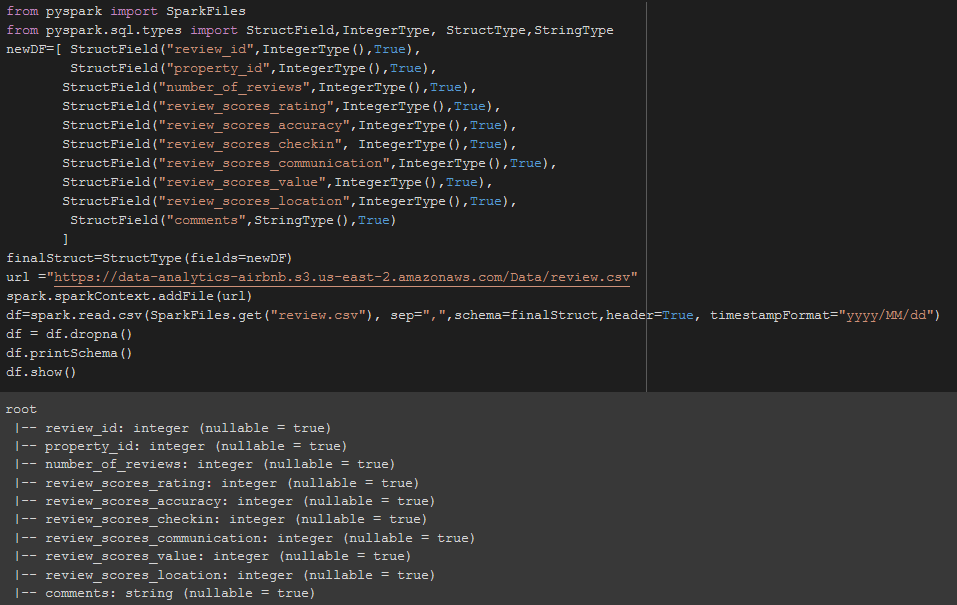 from pyspark import SparkFiles
from pyspark.sql.types import StructField,IntegerType, StructType,StringType
newDF=[ StructField("review_id",IntegerType(),True),
        StructField("property_id",IntegerType(),True),
       StructField("number_of_reviews",IntegerType(),True),
       StructField("review_scores_rating",IntegerType(),True),
       StructField("review_scores_accuracy",IntegerType(),True),
       StructField("review_scores_checkin", IntegerType(),True),
       StructField("review_scores_communication",IntegerType(),True),
       StructField("review_scores_value",IntegerType(),True),
       StructField("review_scores_location",IntegerType(),True),
        StructField("comments",StringType(),True)
       ]
finalStruct=StructType(fields=newDF)
url ="https://data-analytics-airbnb.s3.us-east-2.amazonaws.com/Data/review.csv"
spark.sparkContext.addFile(url)
df=spark.read.csv(SparkFiles.get("review.csv"), sep=",",schema=finalStruct,header=True, timestampFormat="yyyy/MM/dd")
df = df.dropna()
df.printSchema()
df.show()
root
 |-- review_id: integer (nullable = true)
 |-- property_id: integer (nullable = true)
 |-- number_of_reviews: integer (nullable = true)
 |-- review_scores_rating: integer (nullable = true)
 |-- review_scores_accuracy: integer (nullable = true)
 |-- review_scores_checkin: integer (nullable = true)
 |-- review_scores_communication: integer (nullable = true)
 |-- review_scores_value: integer (nullable = true)
 |-- review_scores_location: integer (nullable = true)
 |-- comments: string (nullable = true)